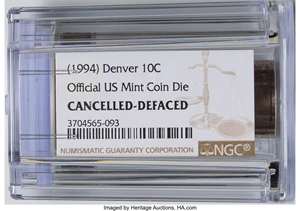 (1994) Denver 10C
Official US Mint Coin Die
CANCELLED-DEFACED
3704565-093
NUMISMATIC GUARANTY CORPORATION
NGC®
Imaged by Heritage Auctions, HA.com